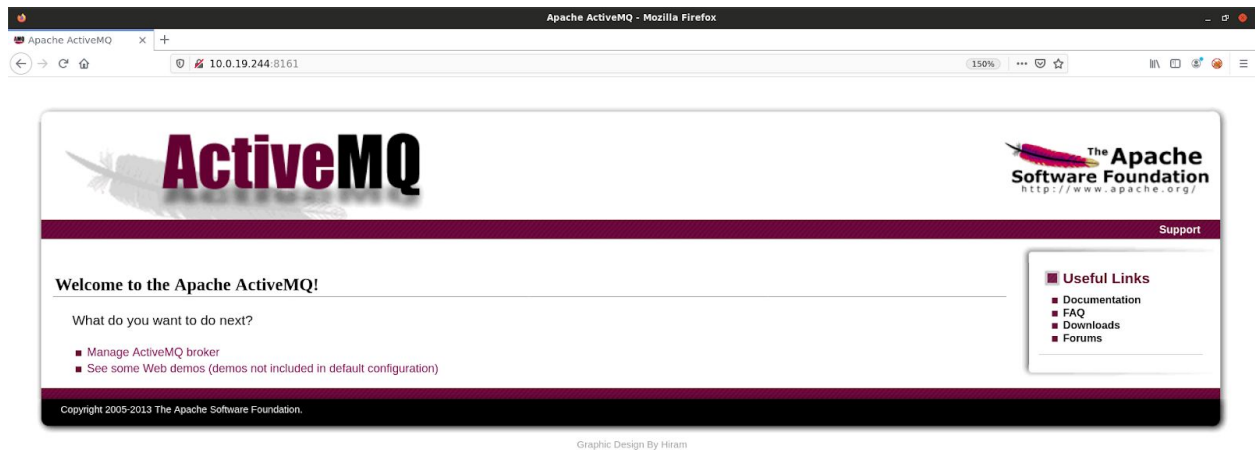 Apache ActiveMQ - Mozilla Firefox
Apache ActiveMQ
10.0.19.244:8161
150%
ActiveMQ
The Apache
Software Foundation
http://www.apache.org/
Support
Welcome to the Apache ActiveMQ!
What do you want to do next?
Manage ActiveMQ broker
See some Web demos (demos not included in default configuration)
Useful Links
Documentation
FAQ
Downloads
Forums
Copyright 2005-2013 The Apache Software Foundation.
Graphic Design By Hiram